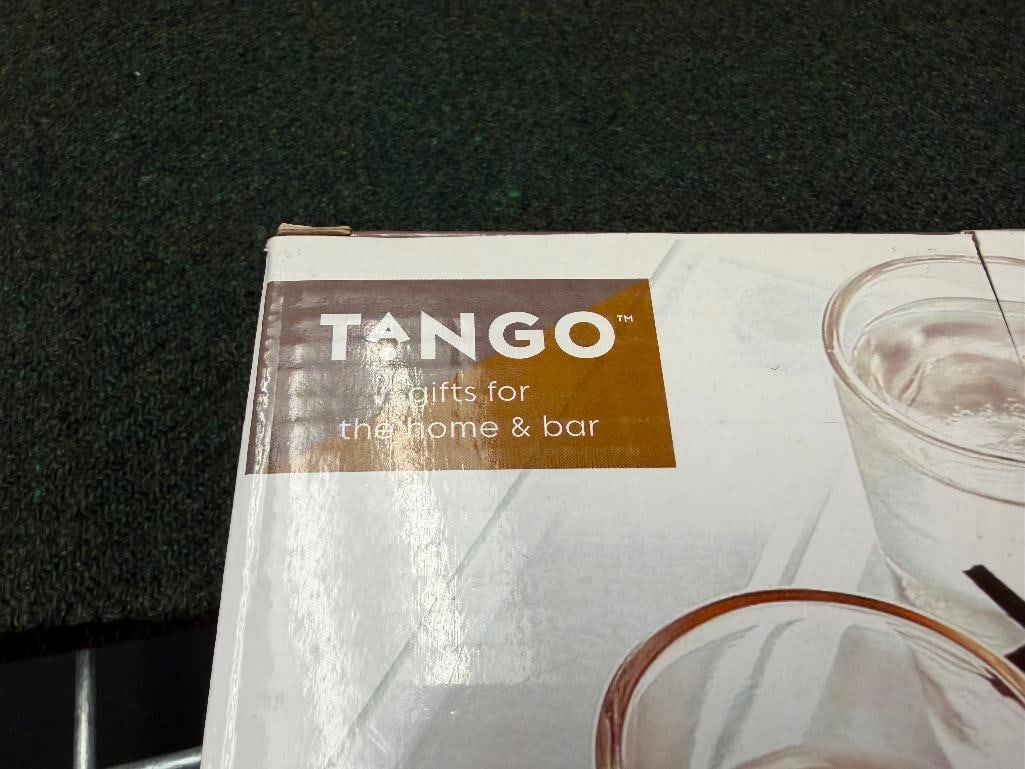 TANGO™
gifts for
the home & bar